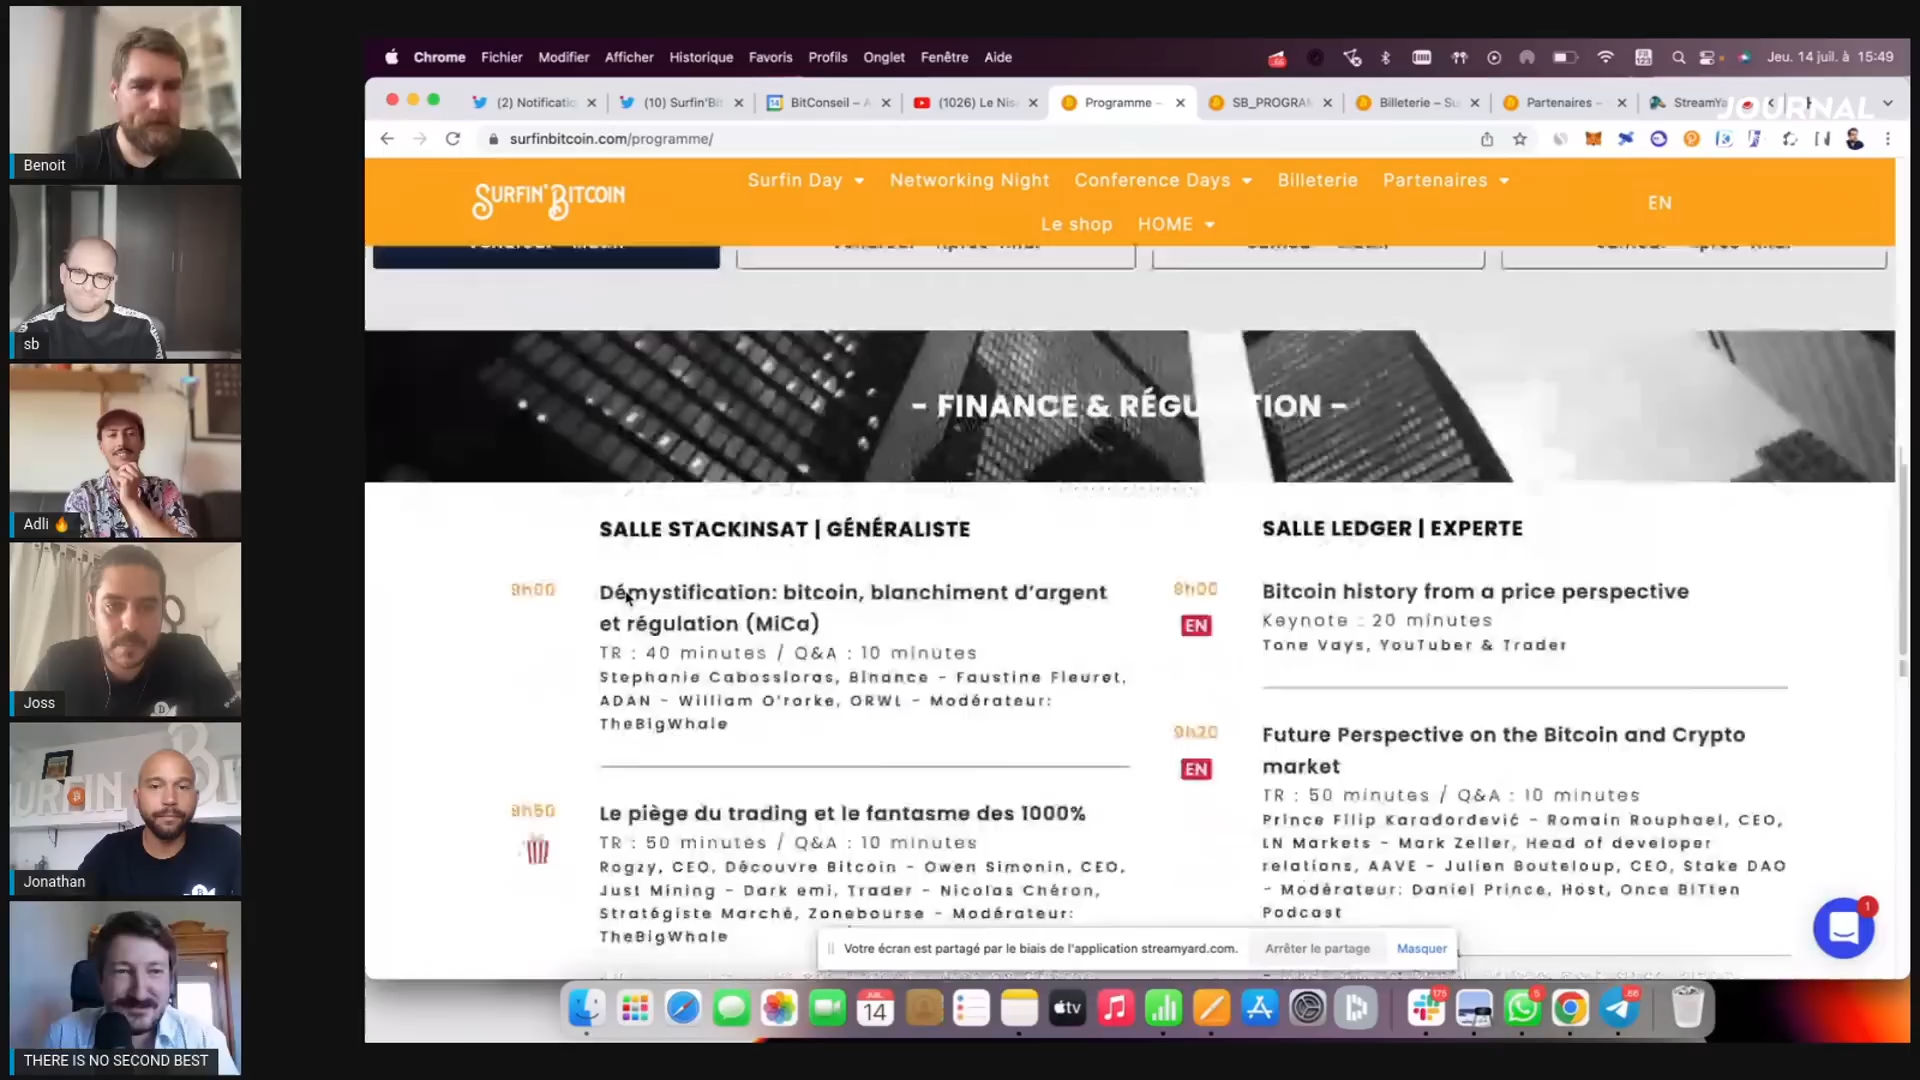 Benoit
sb
Adli 🔥
Joss
Jonathan
THERE IS NO SECOND BEST
Chrome Fichier Modifier Afficher Historique Favoris Profils Onglet Fenêtre Aide
Jeu. 14 juil. à 15:49
(2) Notificatio
(10) Surfin'Bit
BitConseil – A
(1026) Le Nis
Programme –
SB_PROGRAM
Billeterie – Su
Partenaires –
StreamYa
JOURNAL
surfinbitcoin.com/programme/
SURFIN'BITCOIN
Surfin Day Networking Night Conference Days Billeterie Partenaires
Le shop HOME
EN
– FINANCE & RÉGU TION –
SALLE STACKINSAT | GÉNÉRALISTE
9h00
Démystification: bitcoin, blanchiment d’argent
et régulation (MiCa)
TR : 40 minutes / Q&A : 10 minutes
Stephanie Cabossioras, Binance – Faustine Fleuret,
ADAN – William O’rorke, ORWL – Modérateur:
TheBigWhale
9h50
Le piège du trading et le fantasme des 1000%
TR : 50 minutes / Q&A : 10 minutes
Rogzy, CEO, Découvre Bitcoin – Owen Simonin, CEO,
Just Mining – Dark emi, Trader – Nicolas Chéron,
Stratégiste Marché, Zonebourse – Modérateur:
TheBigWhale
SALLE LEDGER | EXPERTE
9h00
EN
Bitcoin history from a price perspective
Keynote : 20 minutes
Tone Vays, YouTuber & Trader
9h20
EN
Future Perspective on the Bitcoin and Crypto
market
TR : 50 minutes / Q&A : 10 minutes
Prince Filip Karađorđević – Romain Rouphael, CEO,
LN Markets – Mark Zeller, Head of developer
relations, AAVE – Julien Bouteloup, CEO, Stake DAO
– Modérateur: Daniel Prince, Host, Once BITten
Podcast
1
Votre écran est partagé par le biais de l'application streamyard.com.
Arrêter le partage
Masquer
JUIL.
14
tv
175
5
66